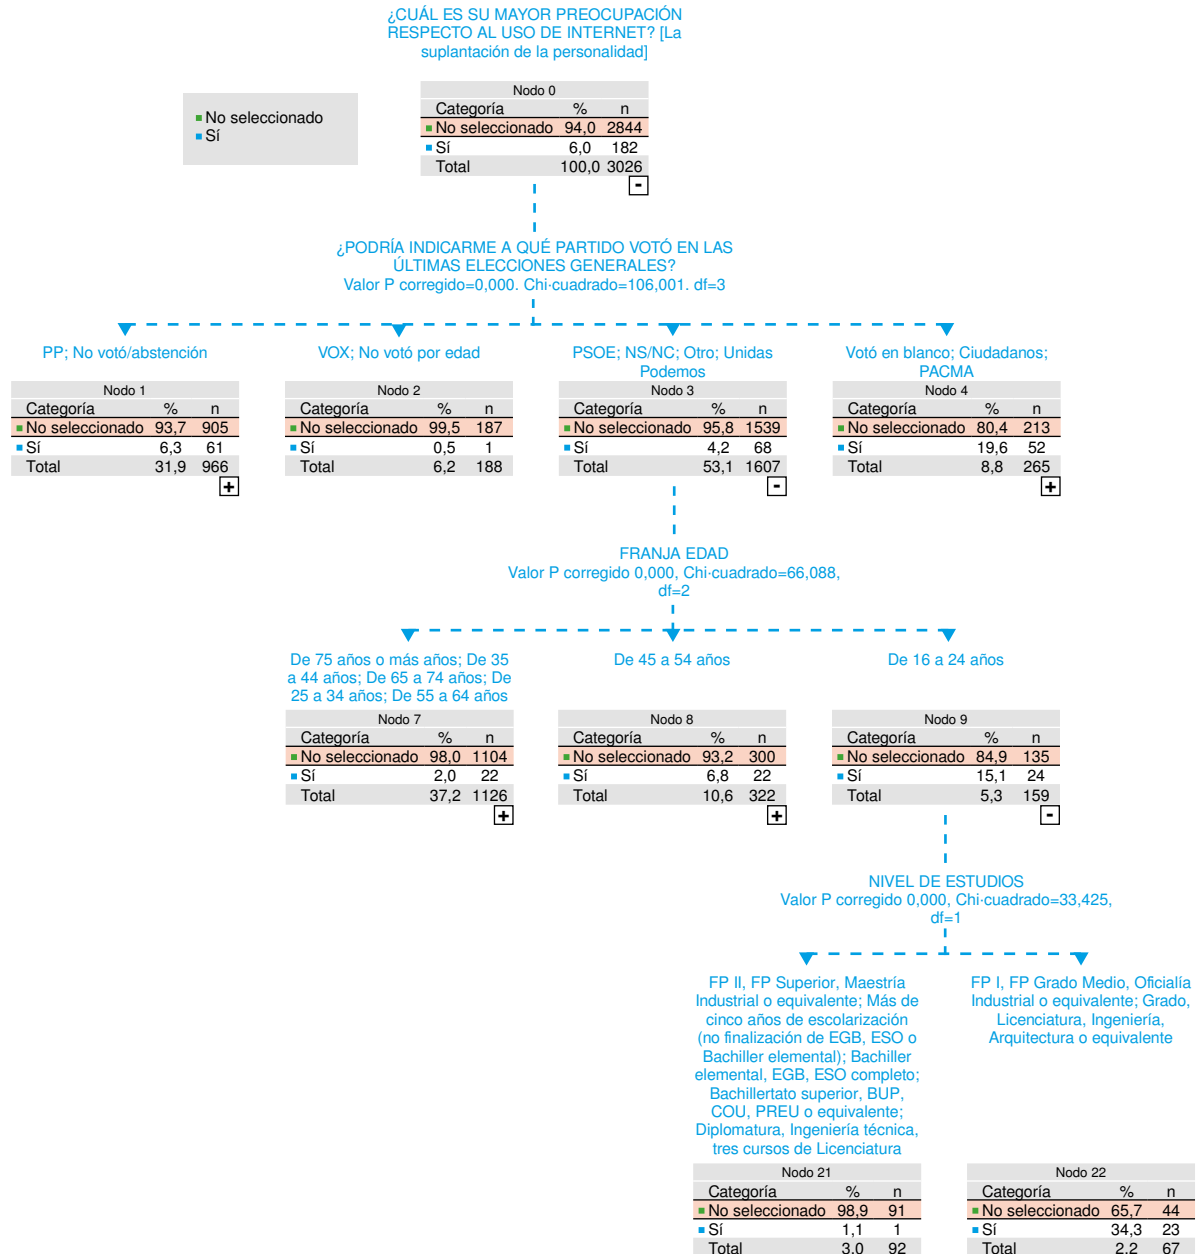 ¿CUÁL ES SU MAYOR PREOCUPACIÓN
RESPECTO AL USO DE INTERNET? [La
suplantación de la personalidad]
No seleccionado
Sí
Nodo 0
Categoría % n
No seleccionado 94,0 2844
Sí 6,0 182
Total 100,0 3026
-
¿PODRÍA INDICARME A QUÉ PARTIDO VOTÓ EN LAS
ÚLTIMAS ELECCIONES GENERALES?
Valor P corregido=0,000. Chi-cuadrado=106,001. df=3
PP; No votó/abstención
Nodo 1
Categoría % n
No seleccionado 93,7 905
Sí 6,3 61
Total 31,9 966
+
VOX; No votó por edad
Nodo 2
Categoría % n
No seleccionado 99,5 187
Sí 0,5 1
Total 6,2 188
PSOE; NS/NC; Otro; Unidas
Podemos
Nodo 3
Categoría % n
No seleccionado 95,8 1539
Sí 4,2 68
Total 53,1 1607
-
Votó en blanco; Ciudadanos;
PACMA
Nodo 4
Categoría % n
No seleccionado 80,4 213
Sí 19,6 52
Total 8,8 265
+
FRANJA EDAD
Valor P corregido 0,000, Chi-cuadrado=66,088,
df=2
De 75 años o más años; De 35
a 44 años; De 65 a 74 años; De
25 a 34 años; De 55 a 64 años
Nodo 7
Categoría % n
No seleccionado 98,0 1104
Sí 2,0 22
Total 37,2 1126
+
De 45 a 54 años
Nodo 8
Categoría % n
No seleccionado 93,2 300
Sí 6,8 22
Total 10,6 322
+
De 16 a 24 años
Nodo 9
Categoría % n
No seleccionado 84,9 135
Sí 15,1 24
Total 5,3 159
-
NIVEL DE ESTUDIOS
Valor P corregido 0,000, Chi-cuadrado=33,425,
df=1
FP II, FP Superior, Maestría
Industrial o equivalente; Más de
cinco años de escolarización
(no finalización de EGB, ESO o
Bachiller elemental); Bachiller
elemental, EGB, ESO completo;
Bachillertato superior, BUP,
COU, PREU o equivalente;
Diplomatura, Ingeniería técnica,
tres cursos de Licenciatura
Nodo 21
Categoría % n
No seleccionado 98,9 91
Sí 1,1 1
Total 3,0 92
FP I, FP Grado Medio, Oficialía
Industrial o equivalente; Grado,
Licenciatura, Ingeniería,
Arquitectura o equivalente
Nodo 22
Categoría % n
No seleccionado 65,7 44
Sí 34,3 23
Total 2,2 67